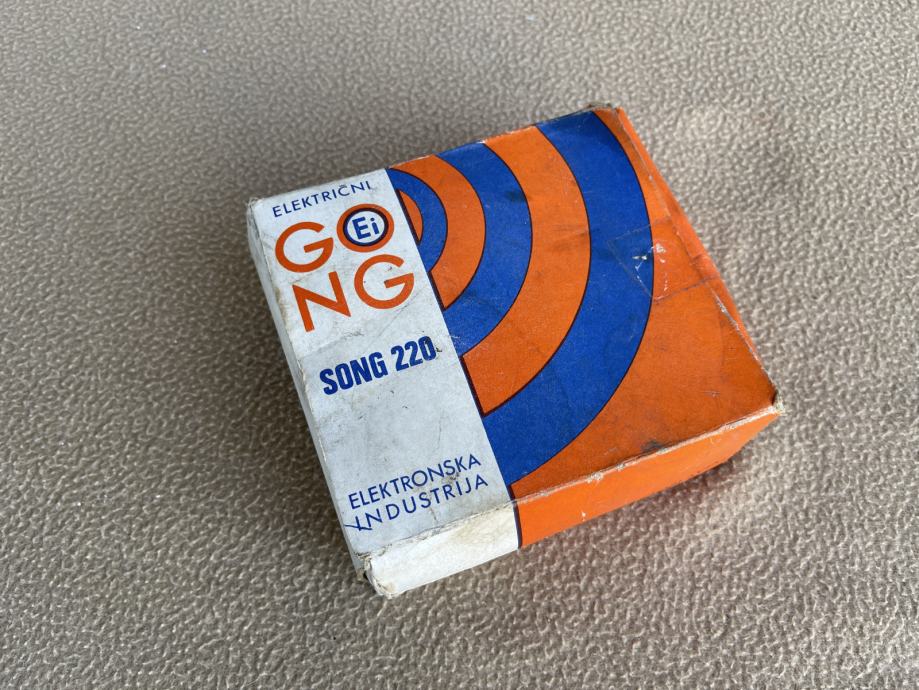 ELEKTRIČNI
GO
Ei
NG
SONG 220
ELEKTRONSKA
INDUSTRIJA